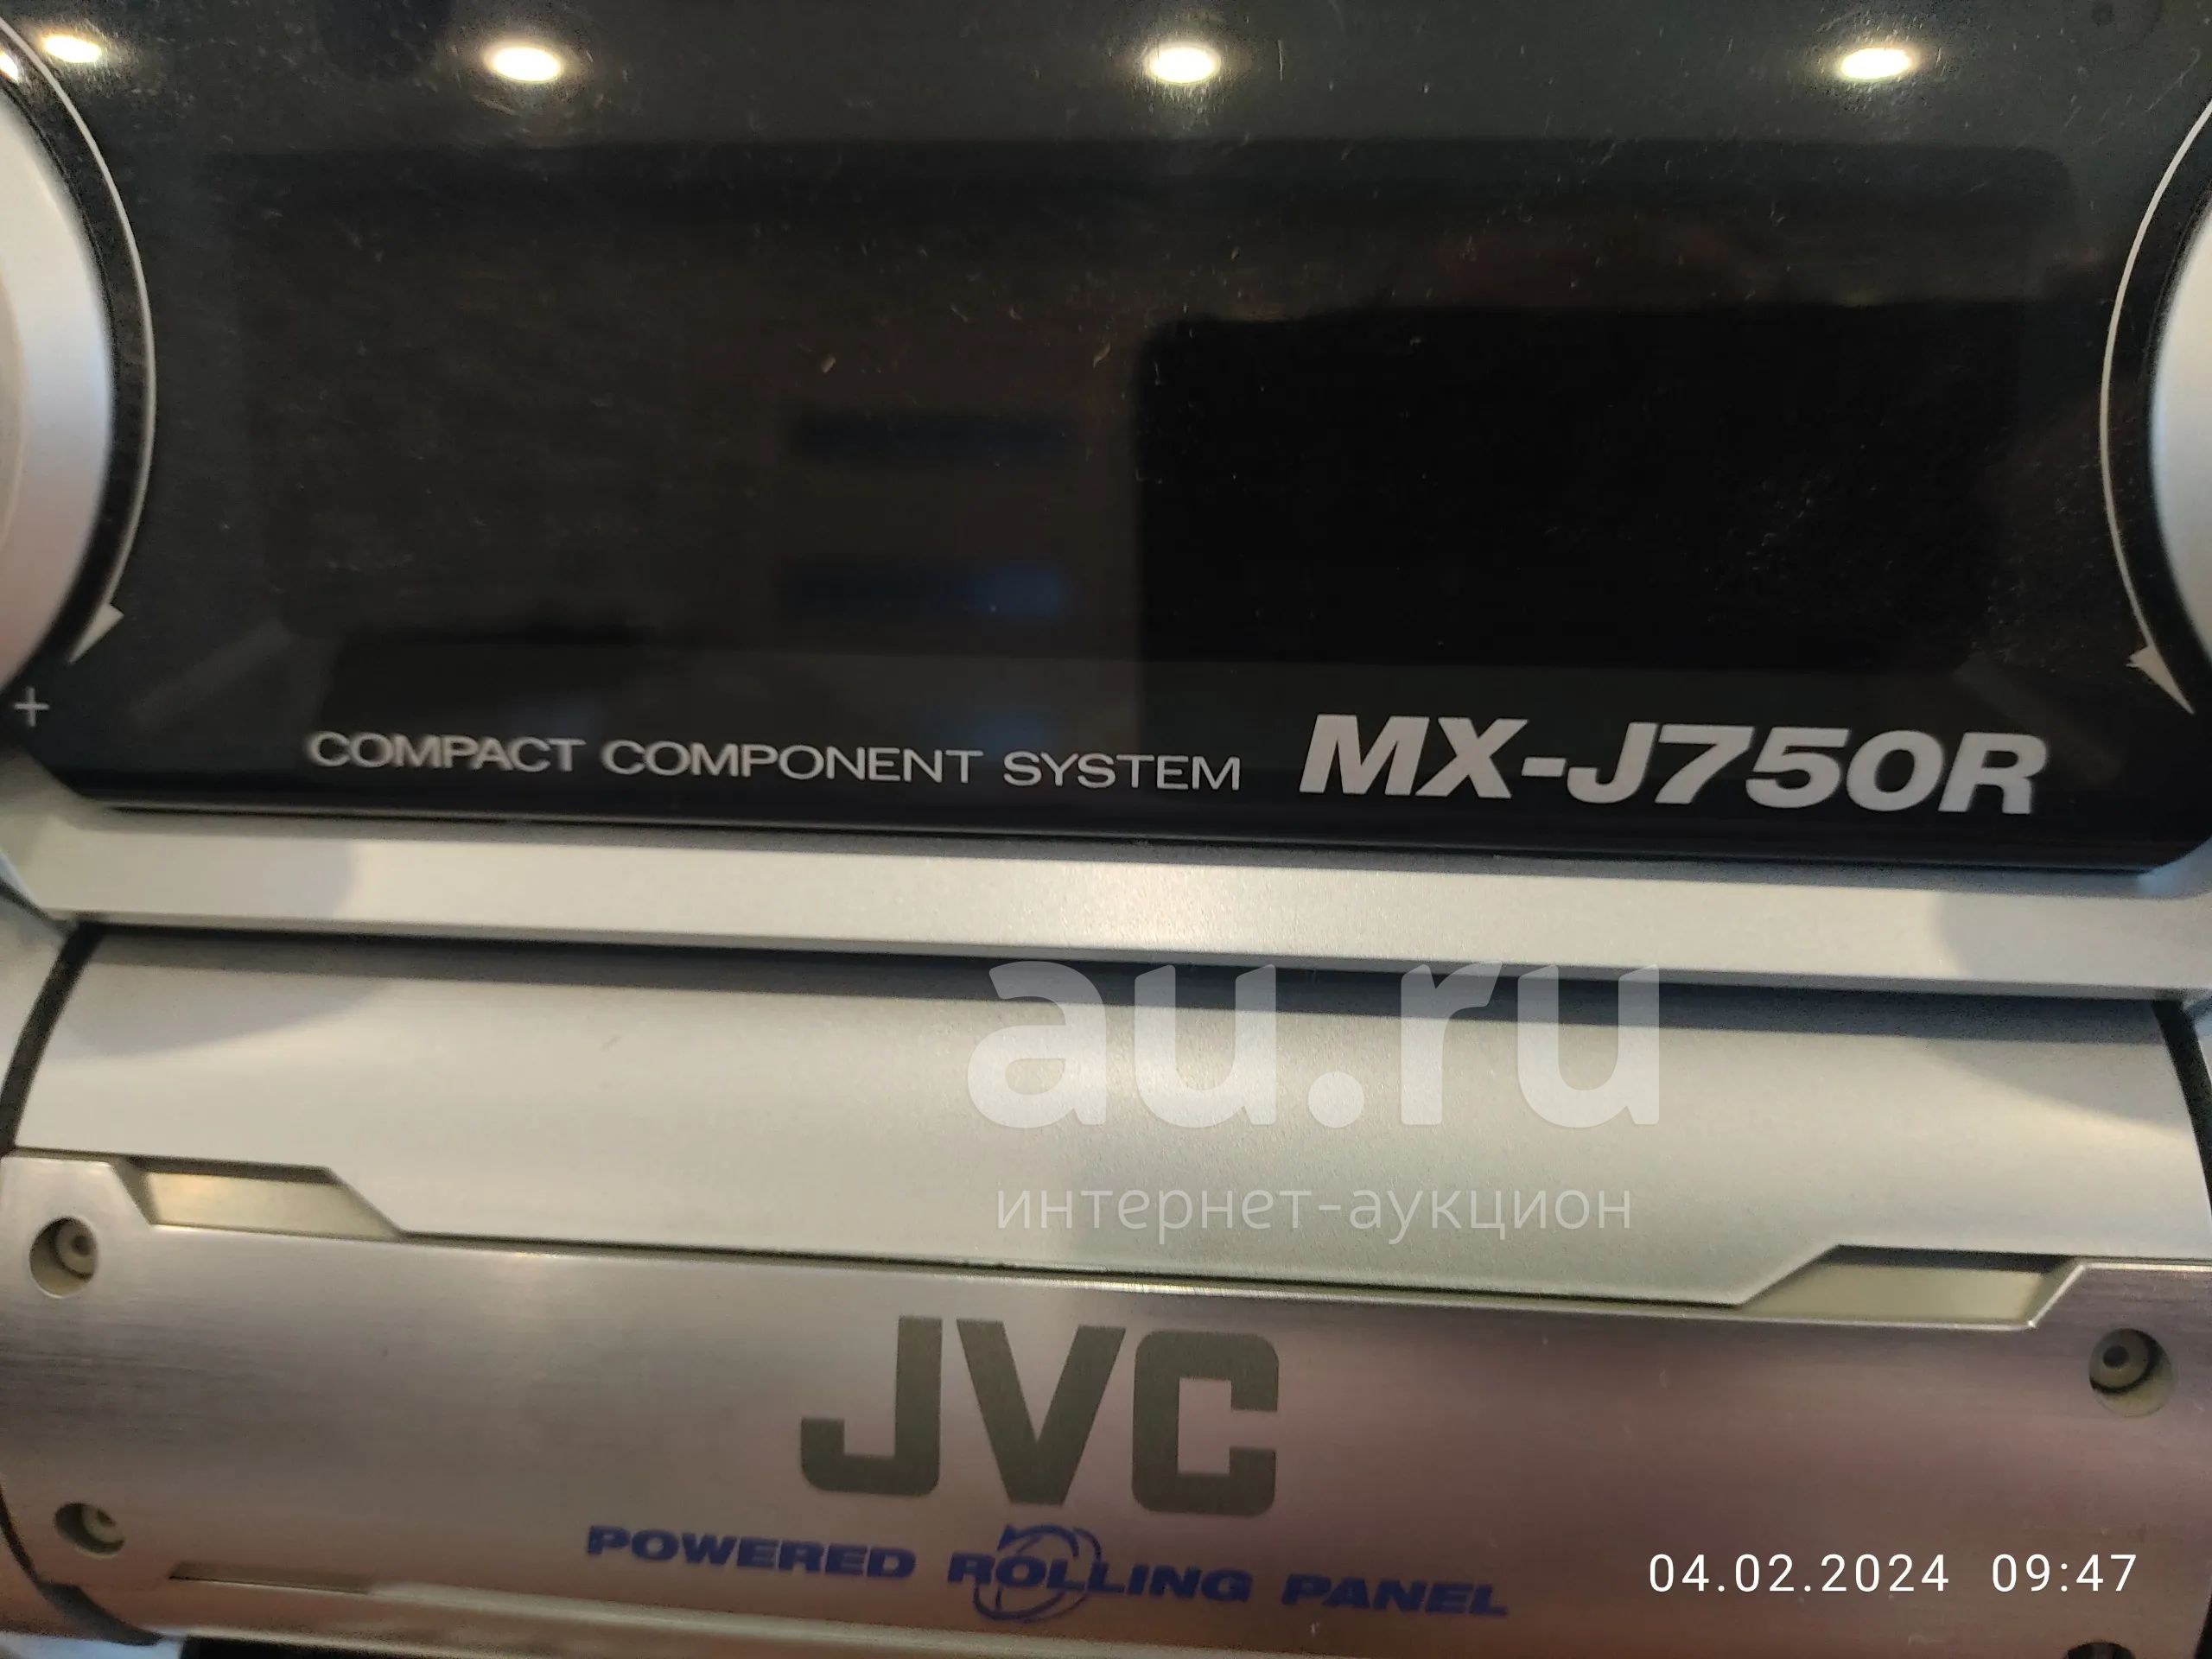 +
COMPACT COMPONENT SYSTEM MX-J750R
au.ru
интернет-аукцион
JVC
POWERED ROLLING PANEL
04.02.2024 09:47